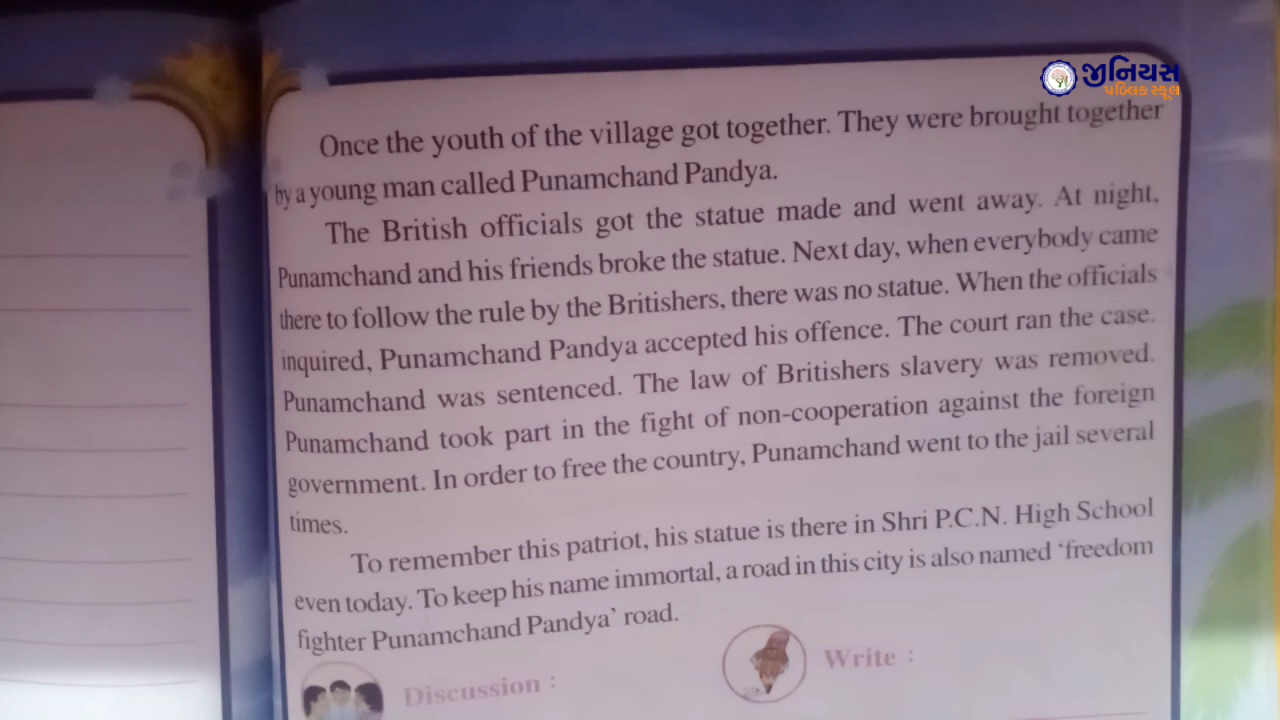 જીનિયસ
પબ્લિક સ્કૂલ
Once the youth of the village got together. They were brought together
by a young man called Punamchand Pandya.
The British officials got the statue made and went away. At night,
Punamchand and his friends broke the statue. Next day, when everybody came
there to follow the rule by the Britishers, there was no statue. When the officials
inquired, Punamchand Pandya accepted his offence. The court ran the case.
Punamchand was sentenced. The law of Britishers slavery was removed.
Punamchand took part in the fight of non-cooperation against the foreign
government. In order to free the country, Punamchand went to the jail several
times.
To remember this patriot, his statue is there in Shri P.C.N. High School
even today. To keep his name immortal, a road in this city is also named ‘freedom
fighter Punamchand Pandya’ road.
Discussion :
Write :